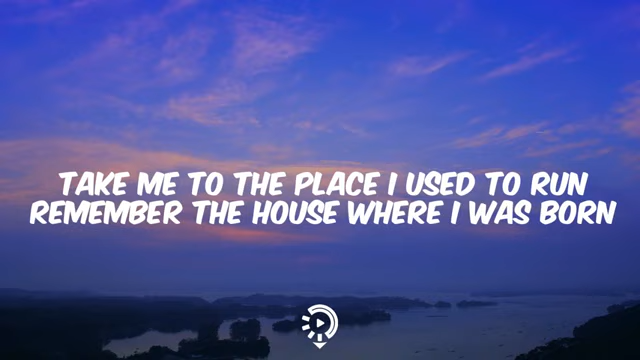 TAKE ME TO THE PLACE I USED TO RUN
REMEMBER THE HOUSE WHERE I WAS BORN